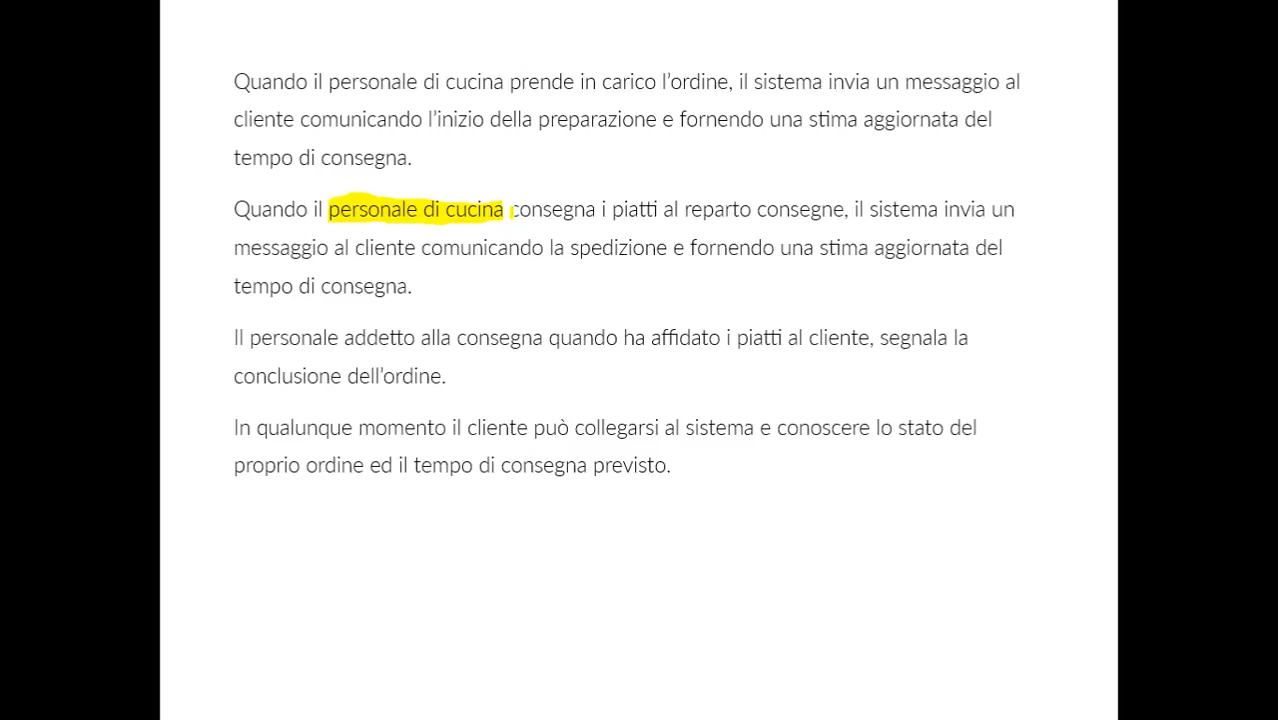 Quando il personale di cucina prende in carico l’ordine, il sistema invia un messaggio al
cliente comunicando l’inizio della preparazione e fornendo una stima aggiornata del
tempo di consegna.
Quando il personale di cucina consegna i piatti al reparto consegne, il sistema invia un
messaggio al cliente comunicando la spedizione e fornendo una stima aggiornata del
tempo di consegna.
Il personale addetto alla consegna quando ha affidato i piatti al cliente, segnala la
conclusione dell’ordine.
In qualunque momento il cliente può collegarsi al sistema e conoscere lo stato del
proprio ordine ed il tempo di consegna previsto.